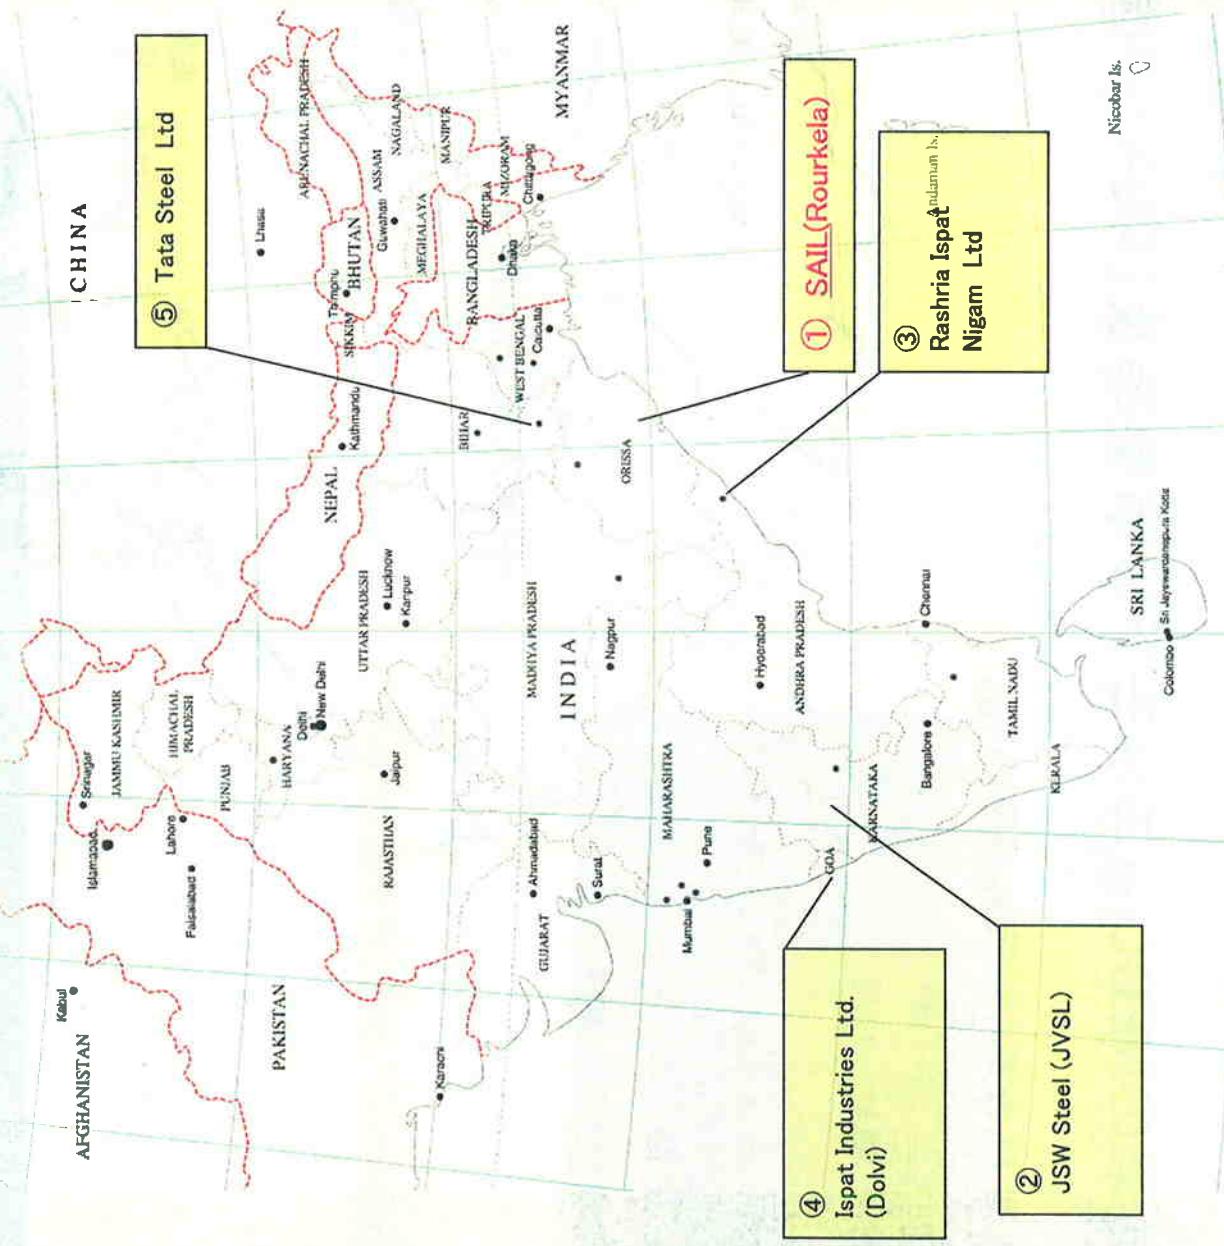 CHINA
AFGHANISTAN
Kabul
Islamabad
Srinagar
JAMMU KASHMIR
⑤ Tata Steel Ltd
Lahore
Faisalabad
HIMACHAL
PRADESH
PUNJAB
Lhasa
PAKISTAN
HARYANA
Delhi
New Delhi
ARENACHAL PRADESH
NEPAL
Kathmandu
SIKKIM
Thimphu
BHUTAN
UTTAR PRADESH
Lucknow
Kanpur
Jaipur
RAJASTHAN
Guwahati
ASSAM
NAGALAND
MEGHALAYA
MANIPUR
Karachi
BIHAR
BANGLADESH
TRIPURA
MIZORAM
Dhaka
Chittagong
MYANMAR
GUJARAT
Ahmadabad
MADHYA PRADESH
WEST BENGAL
Calcutta
INDIA
Surat
Nagpur
ORISSA
MAHARASHTRA
Mumbai
Pune
Hyderabad
ANDHRA PRADESH
① SAIL(Rourkela)
④
Ispat Industries Ltd.
(Dolvi)
GOA
KARNATAKA
③
Rashria Ispat
Nigam Ltd
Andaman Is.
Bangalore
Chennai
TAMIL NADU
KERALA
②
JSW Steel (JVSL)
Nicobar Is.
SRI LANKA
Colombo
Sri Jayewardenepura Kotte